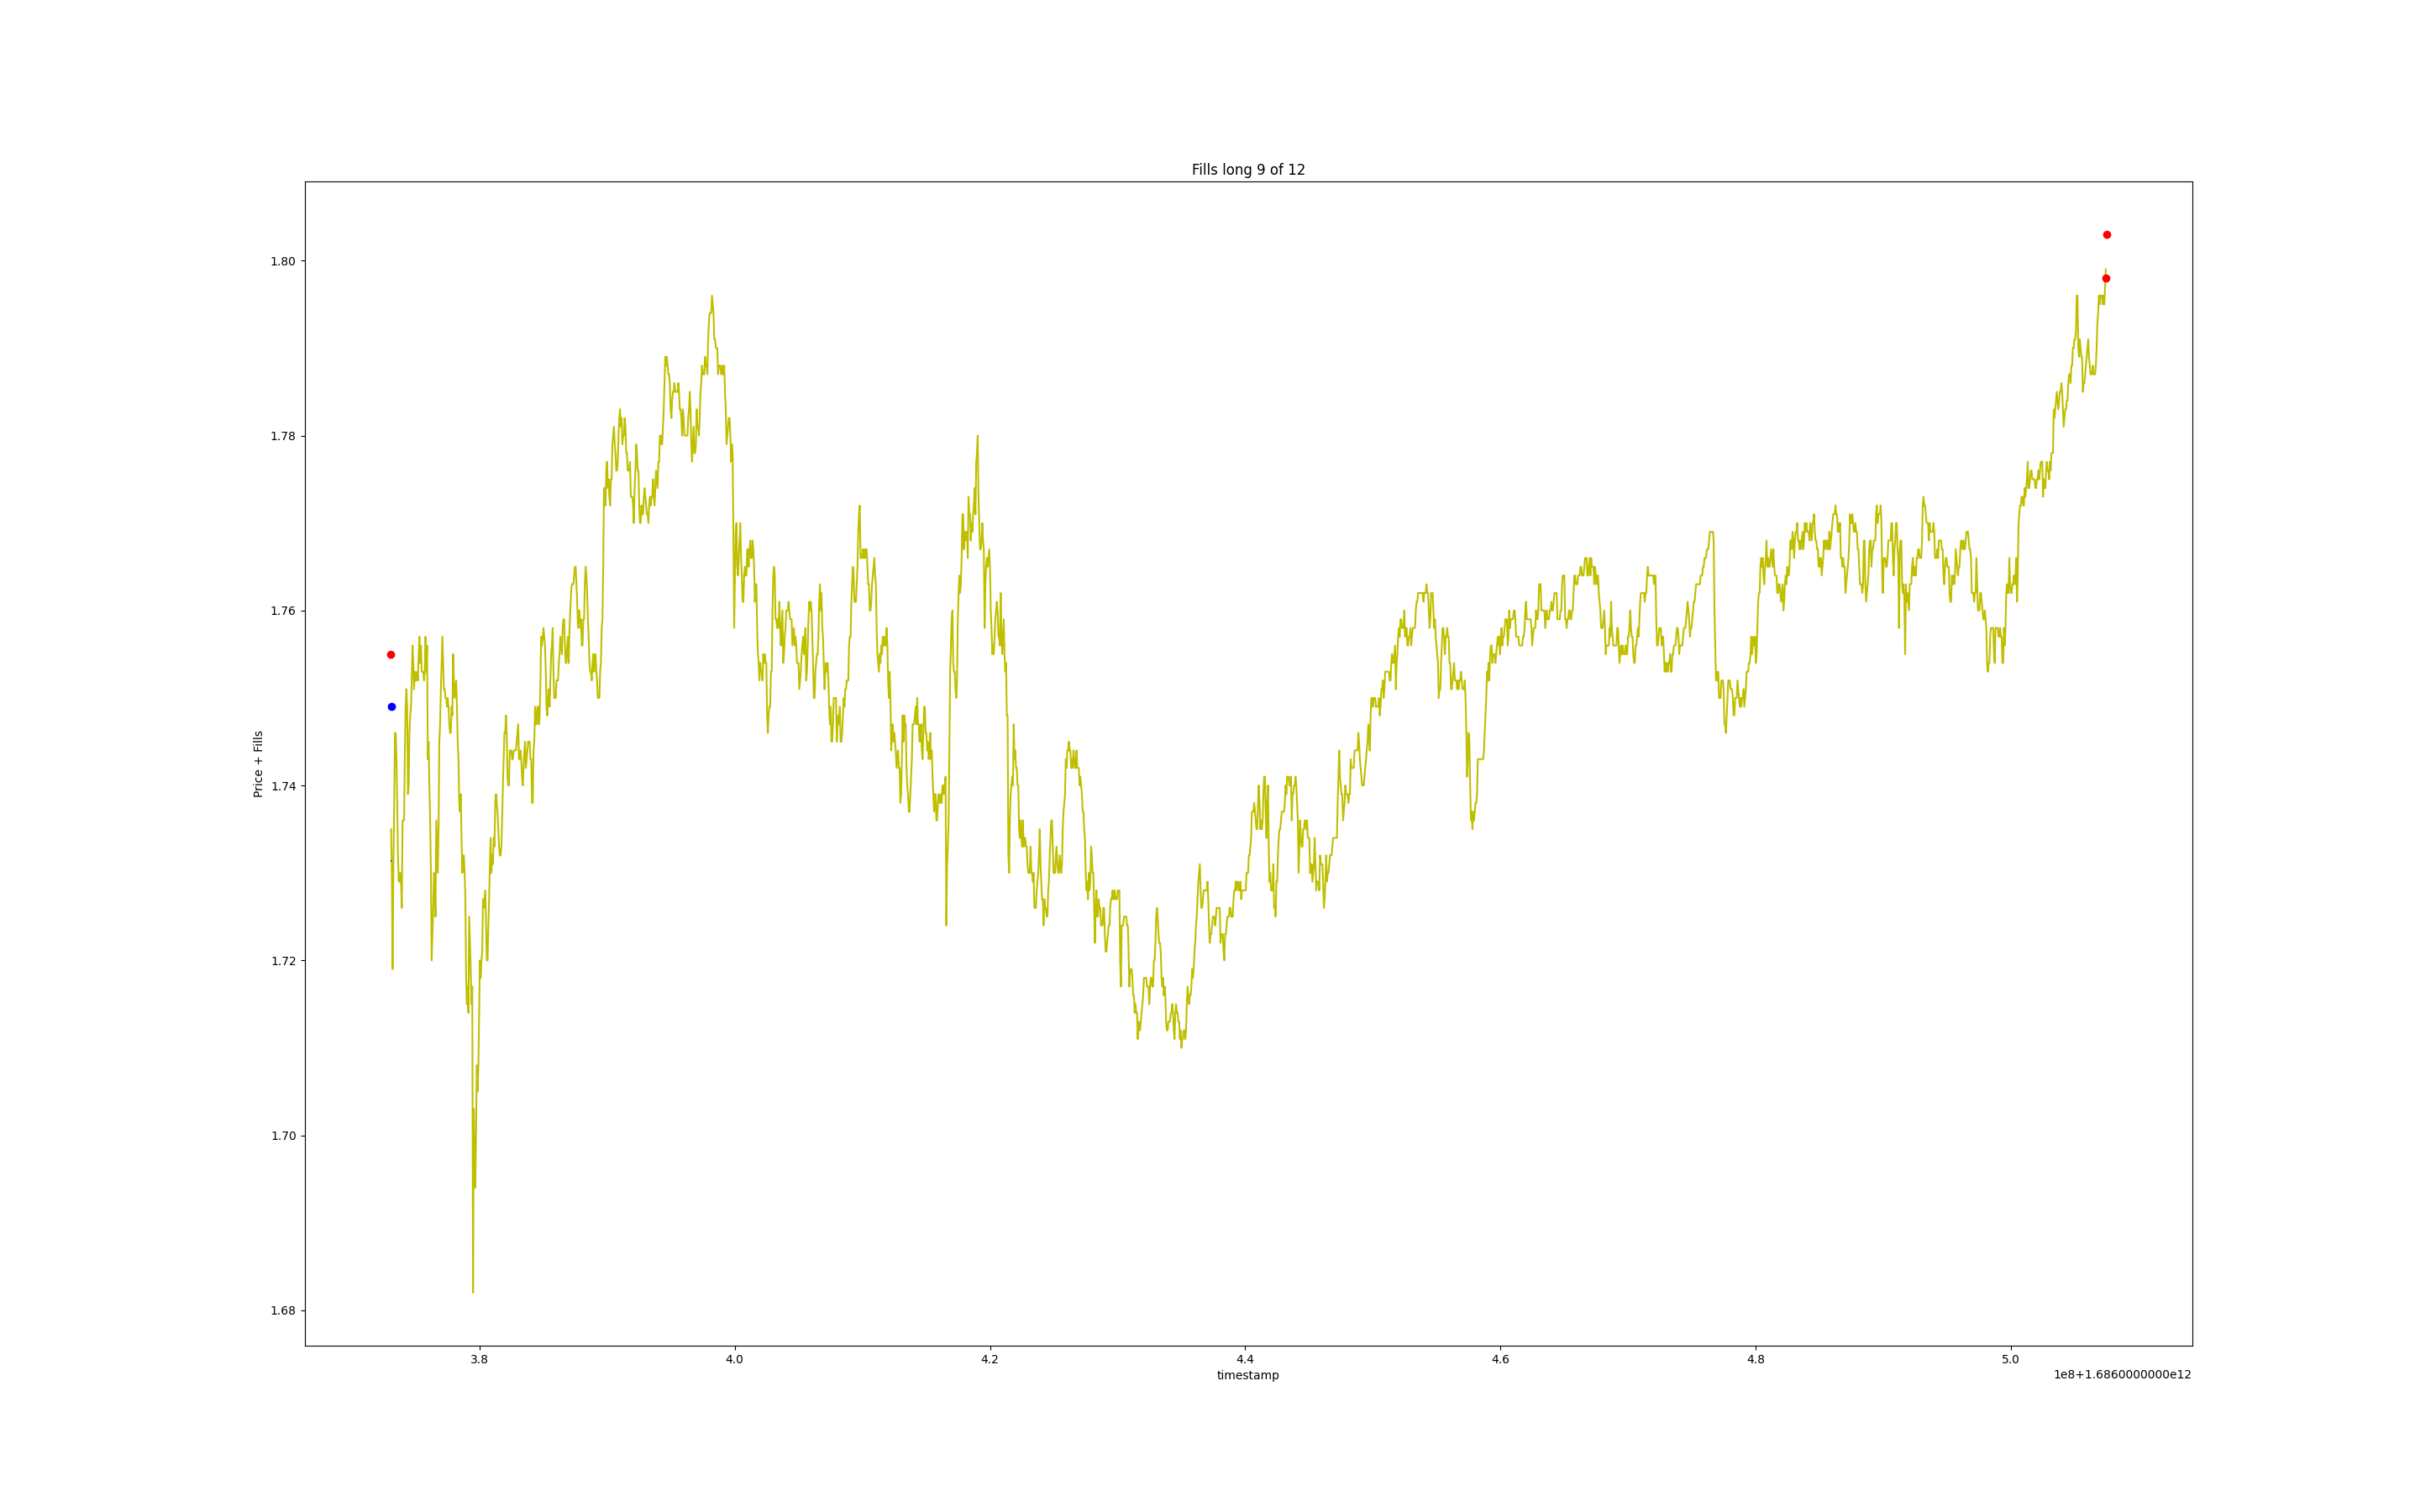 Fills long 9 of 12
Price + Fills
1.80
1.78
1.76
1.74
1.72
1.70
1.68
3.8 4.0 4.2 4.4 4.6 4.8 5.0
timestamp
1e8+1.6860000000e12